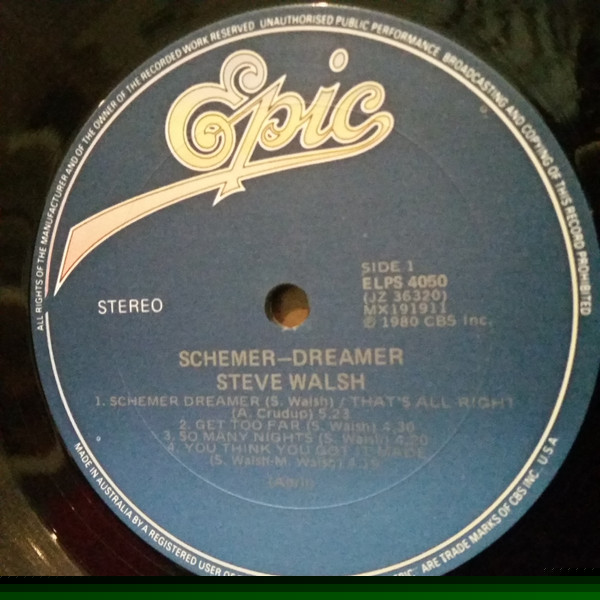 ALL RIGHTS OF THE MANUFACTURER AND OF THE OWNER OF THE RECORDED WORK RESERVED UNAUTHORISED PUBLIC PERFORMANCE BROADCASTING AND COPYING OF THIS RECORD PROHIBITED
Epic
SIDE 1
ELPS 4050
(JZ 36320)
MX191911
STEREO
℗ 1980 CBS Inc.
SCHEMER—DREAMER
STEVE WALSH
1. SCHEMER DREAMER (S. Walsh) / THAT'S ALL RIGHT
(A. Crudup) 5.23
2. GET TOO FAR (S. Walsh) 4.30
3. SO MANY NIGHTS (S. Walsh) 4.20
4. YOU THINK YOU GOT IT MADE
(S. Walsh-M.
MADE IN AUSTRALIA BY A REGISTERED USER OF
EPIC. ARE TRADE MARKS OF CBS INC. U.S.A